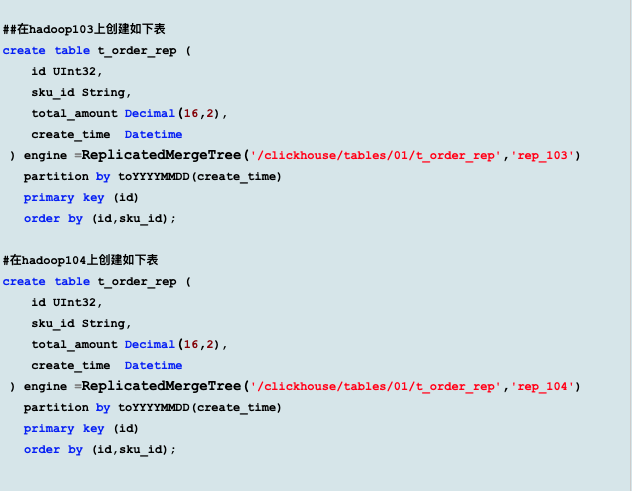 ##在hadoop103上创建如下表
create table t_order_rep (
    id UInt32,
    sku_id String,
    total_amount Decimal(16,2),
    create_time  Datetime
 ) engine =ReplicatedMergeTree('/clickhouse/tables/01/t_order_rep','rep_103')
   partition by toYYYYMMDD(create_time)
   primary key (id)
   order by (id,sku_id);
#在hadoop104上创建如下表
create table t_order_rep (
    id UInt32,
    sku_id String,
    total_amount Decimal(16,2),
    create_time  Datetime
 ) engine =ReplicatedMergeTree('/clickhouse/tables/01/t_order_rep','rep_104')
   partition by toYYYYMMDD(create_time)
   primary key (id)
   order by (id,sku_id);